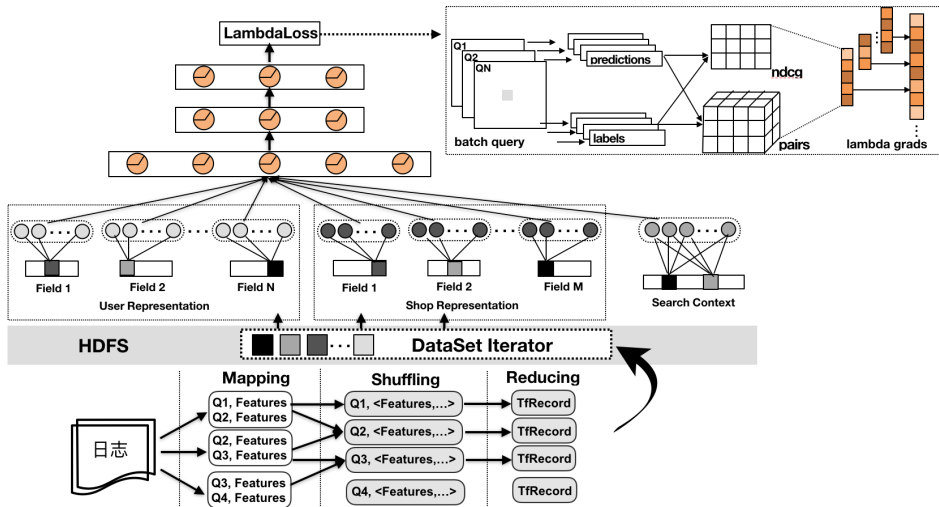 LambdaLoss
Q1
Q2
QN
predictions
labels
batch query
ndcg
pairs
lambda grads
...
Field 1
Field 2
Field N
User Representation
Field 1
Field 2
Field M
Shop Representation
Search Context
HDFS
DataSet Iterator
Mapping
Shuffling
Reducing
日志
Q1, Features
Q2, Features
Q2, Features
Q3, Features
Q3, Features
Q4, Features
Q1, <Features,...>
Q2, <Features,...>
Q3, <Features,...>
Q4, <Features,...>
TfRecord
TfRecord
TfRecord
TfRecord